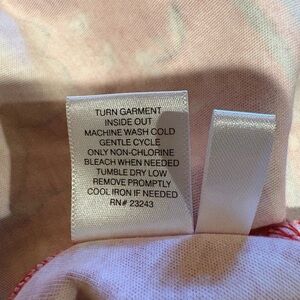 TURN GARMENT
INSIDE OUT
MACHINE WASH COLD
GENTLE CYCLE
ONLY NON-CHLORINE
BLEACH WHEN NEEDED
TUMBLE DRY LOW
REMOVE PROMPTLY
COOL IRON IF NEEDED
RN# 23243